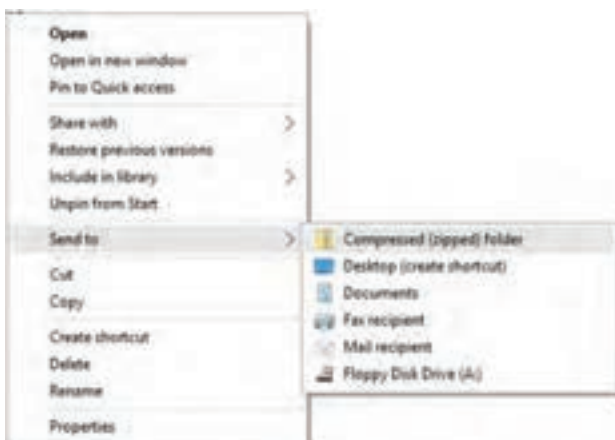 Open
Open in new window
Pin to Quick access
Share with
Restore previous versions
Include in library
Unpin from Start
Send to
Cut
Copy
Create shortcut
Delete
Rename
Properties
Compressed (zipped) folder
Desktop (create shortcut)
Documents
Fax recipient
Mail recipient
Floppy Disk Drive (A:)